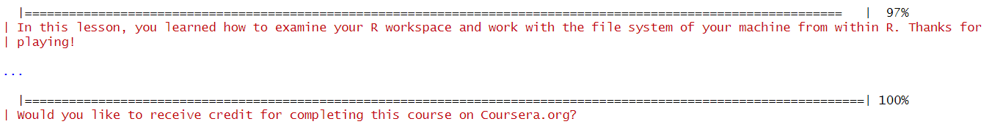 |==================================================================================================================   |  97%
| In this lesson, you learned how to examine your R workspace and work with the file system of your machine from within R. Thanks for
| playing!
...
|=====================================================================================================================| 100%
| Would you like to receive credit for completing this course on Coursera.org?